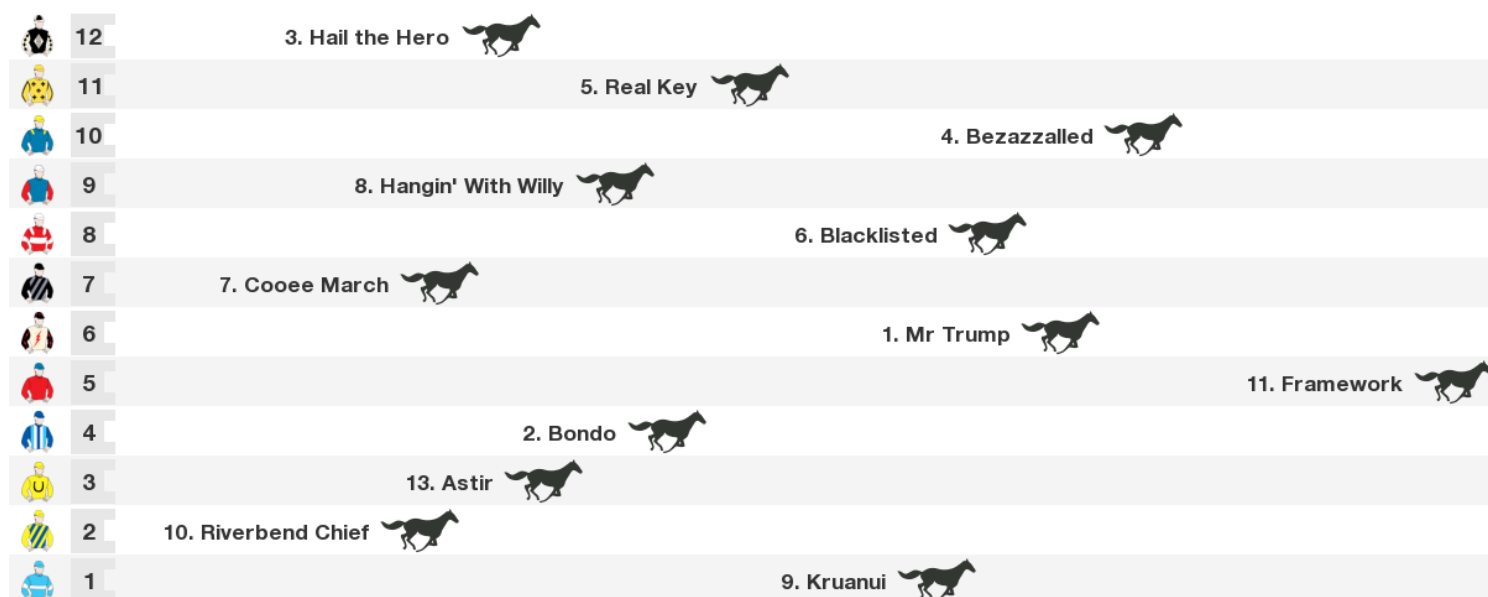 12 3. Hail the Hero
11 5. Real Key
10 4. Bezazzalled
9 8. Hangin' With Willy
8 6. Blacklisted
7 7. Cooee March
6 1. Mr Trump
5 11. Framework
4 2. Bondo
3 13. Astir
2 10. Riverbend Chief
1 9. Kruanui